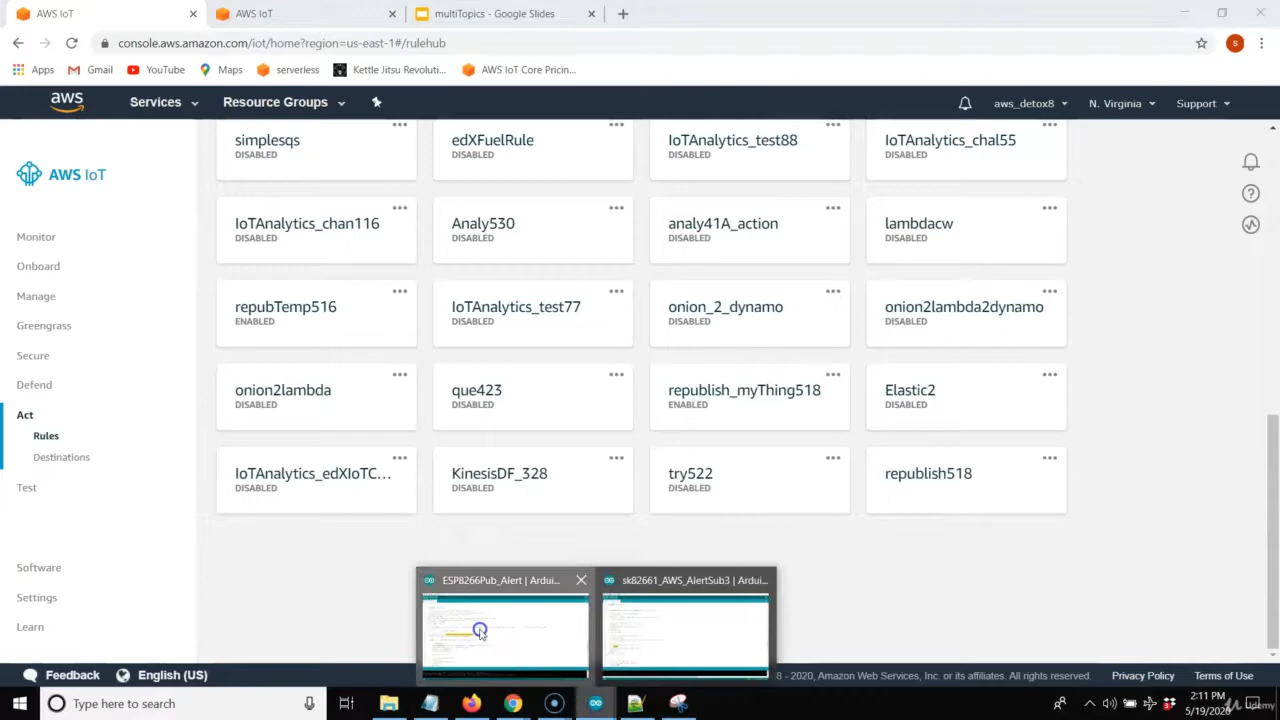 AWS IoT
AWS IoT
multiTopics - Google Slides
console.aws.amazon.com/iot/home?region=us-east-1#/rulehub
S
Apps
Gmail
YouTube
Maps
serverless
Kettle Jitsu Revoluti...
AWS IoT Core Pricin...
aws
Services
Resource Groups
aws_detox8
N. Virginia
Support
AWS IoT
Monitor
Onboard
Manage
Greengrass
Secure
Defend
Act
Rules
Destinations
Test
Software
Settings
Learn
simplesqs
DISABLED
edXFuelRule
DISABLED
IoTAnalytics_test88
DISABLED
IoTAnalytics_chal55
DISABLED
IoTAnalytics_chan116
DISABLED
Analy530
DISABLED
analy41A_action
DISABLED
lambdacw
DISABLED
repubTemp516
ENABLED
IoTAnalytics_test77
DISABLED
onion_2_dynamo
DISABLED
onion2lambda2dynamo
DISABLED
onion2lambda
DISABLED
que423
DISABLED
republish_myThing518
ENABLED
Elastic2
DISABLED
IoTAnalytics_edXIoTC...
DISABLED
KinesisDF_328
DISABLED
try522
DISABLED
republish518
ESP8266Pub_Alert | Ardui...
sk82661_AWS_AlertSub3 | Ardui...
Feedback
English (US)
8 - 2020, Amazon Web Services, Inc. or its affiliates. All rights reserved.
Privacy Policy
Terms of Use
Type here to search
2:11 PM
5/19/2020
Udemy